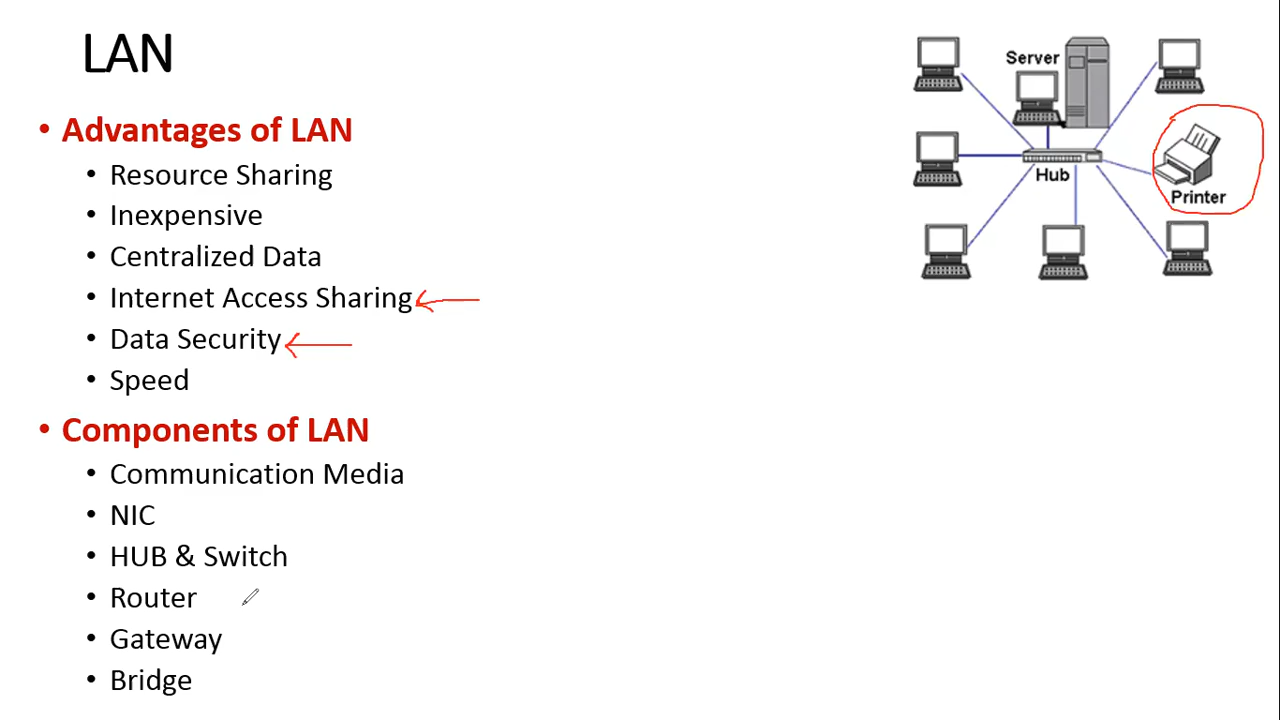 LAN
• Advantages of LAN
• Resource Sharing
• Inexpensive
• Centralized Data
• Internet Access Sharing
• Data Security
• Speed
• Components of LAN
• Communication Media
• NIC
• HUB & Switch
• Router
• Gateway
• Bridge
Server
Hub
Printer